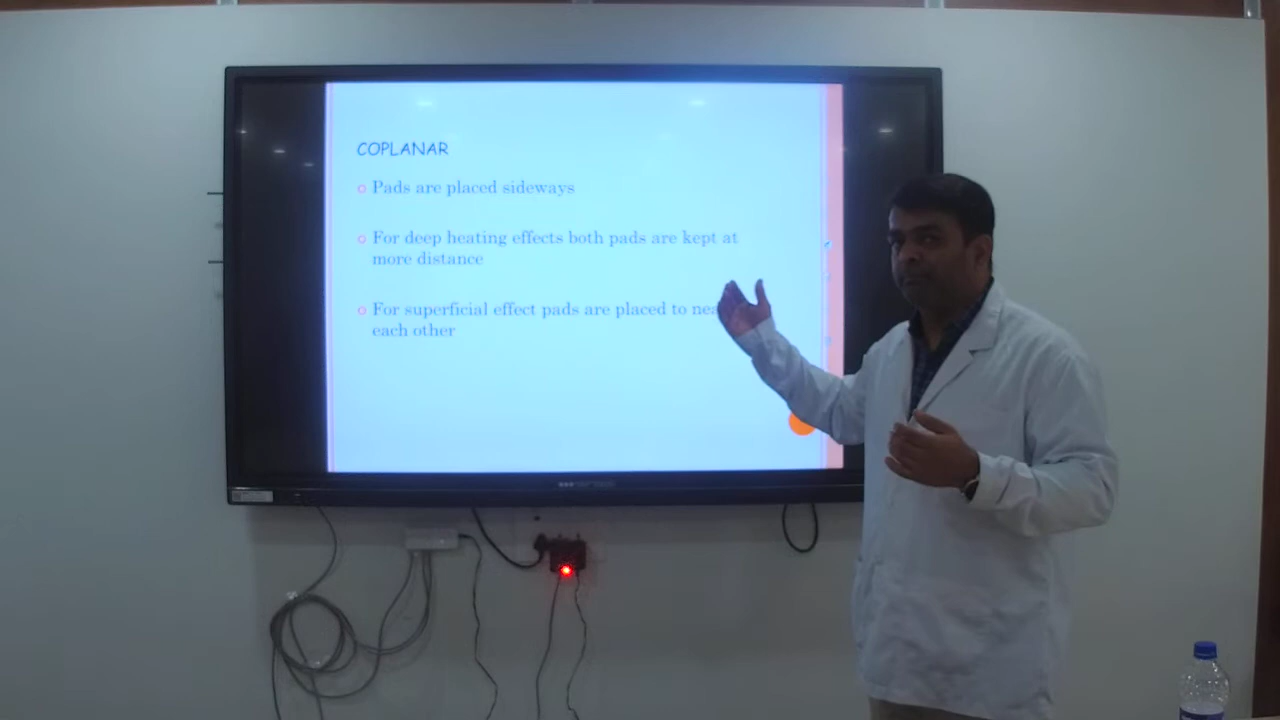 COPLANAR
Pads are placed sideways
For deep heating effects both pads are kept at
more distance
For superficial effect pads are placed to
each other